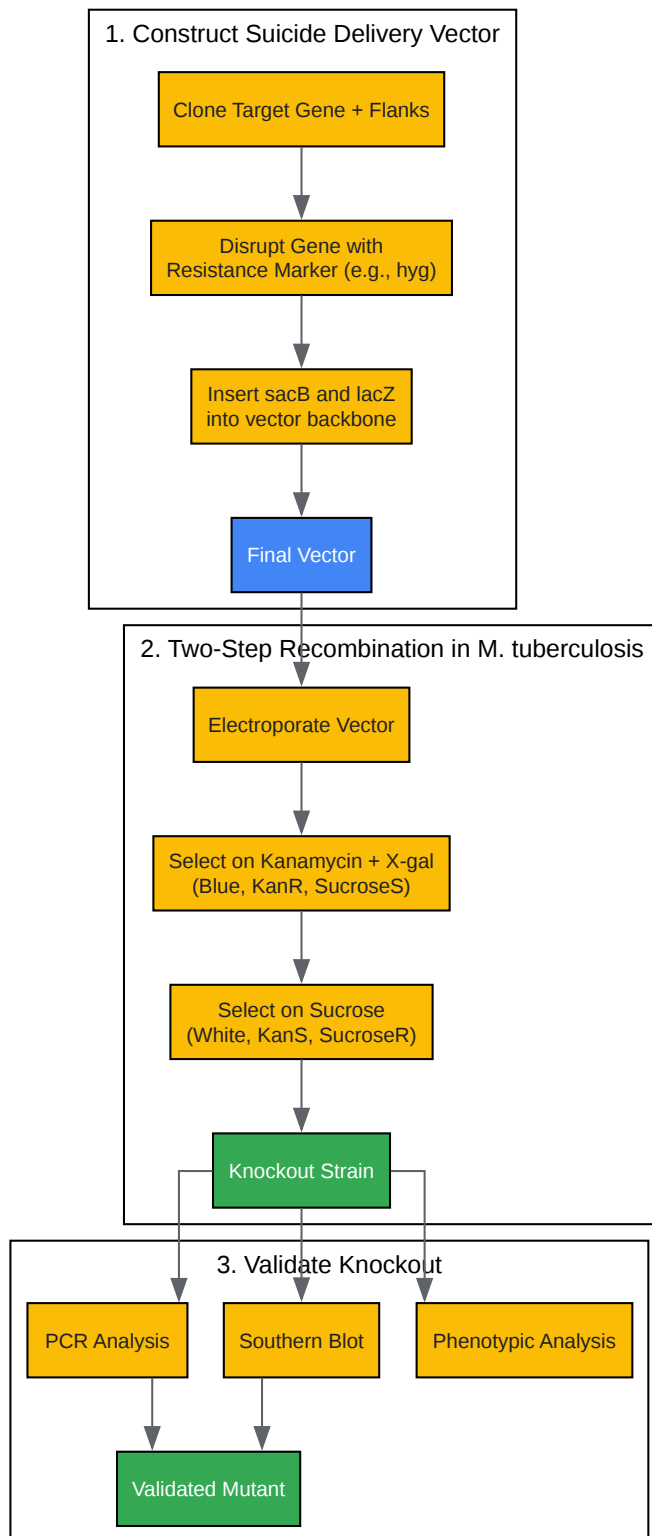 1. Construct Suicide Delivery Vector
Clone Target Gene + Flanks
Disrupt Gene with
Resistance Marker (e.g., hyg)
Insert sacB and lacZ
into vector backbone
Final Vector
2. Two-Step Recombination in M. tuberculosis
Electroporate Vector
Select on Kanamycin + X-gal
(Blue, KanR, SucroseS)
Select on Sucrose
(White, KanS, SucroseR)
Knockout Strain
3. Validate Knockout
PCR Analysis
Southern Blot
Phenotypic Analysis
Validated Mutant